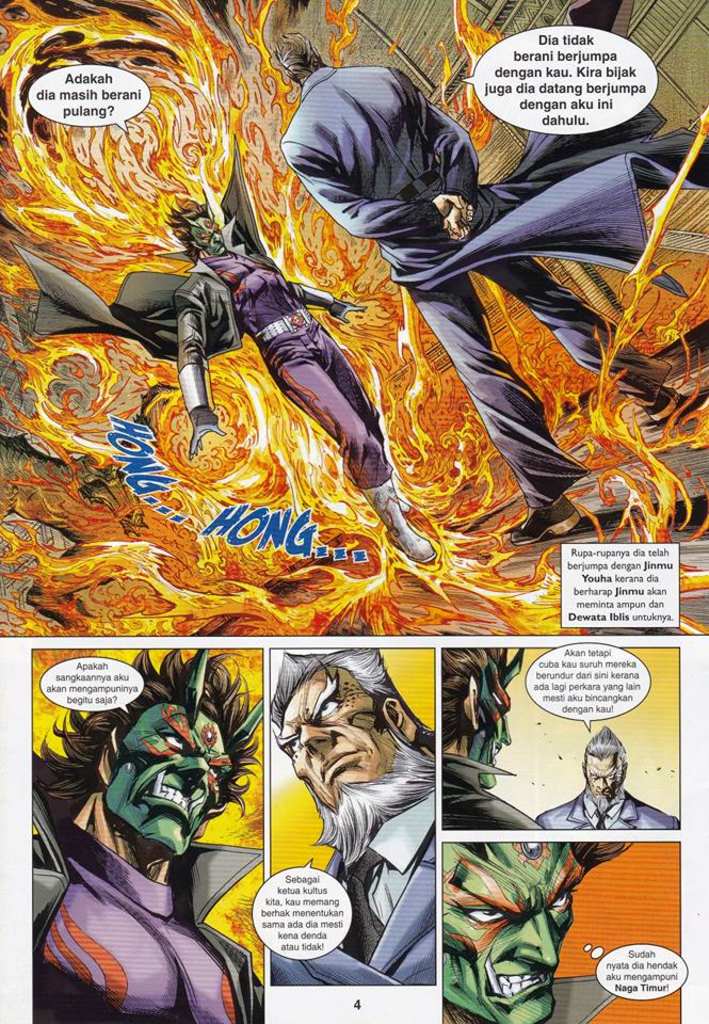 Adakah
dia masih berani
pulang?
Dia tidak
berani berjumpa
dengan kau. Kira bijak
juga dia datang berjumpa
dengan aku ini
dahulu.
HONG... HONG...
Rupa-rupanya dia telah
berjumpa dengan Jinmu
Youha kerana dia
berharap Jinmu akan
meminta ampun dan
Dewata Iblis untuknya.
Apakah
sangkaannya aku
akan mengampuninya
begitu saja?
Sebagai
ketua kultus
kita, kau memang
berhak menentukan
sama ada dia mesti
kena denda
atau tidak!
Akan tetapi
cuba kau suruh mereka
berundur dari sini kerana
ada lagi perkara yang lain
mesti aku bincangkan
dengan kau!
Sudah
nyata dia hendak
aku mengampuni
Naga Timur!
4